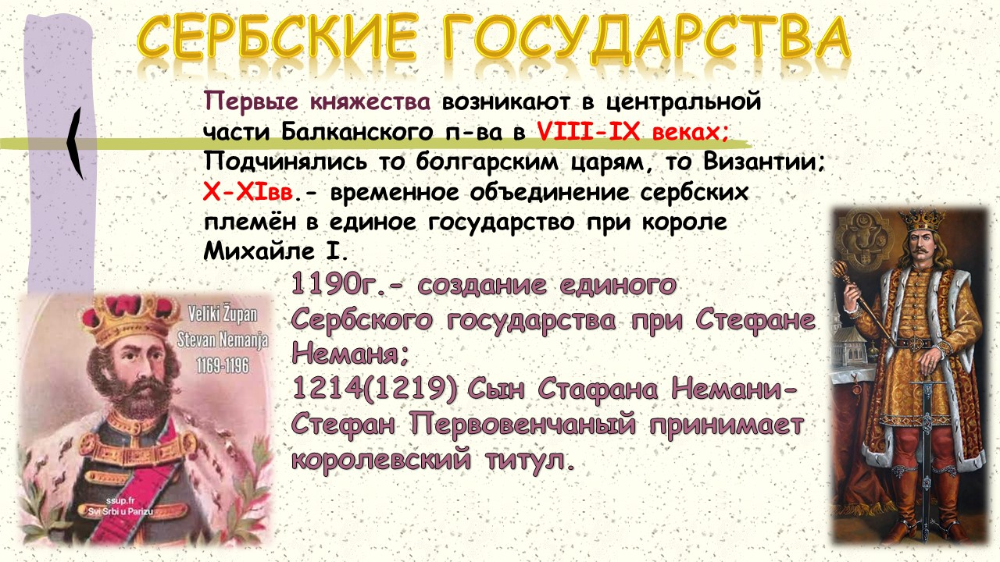 СЕРБСКИЕ ГОСУДАРСТВА
Первые княжества возникают в центральной
части Балканского п-ва в VIII-IX веках;
Подчинялись то болгарским царям, то Византии;
X-XIвв.- временное объединение сербских
племён в единое государство при короле
Михайле I.
1190г.- создание единого
Сербского государства при Стефане
Неманя;
1214(1219) Сын Стафана Немани-
Стефан Первовенчаный принимает
королевский титул.
Veliki Župan
Stevan Nemanja
1169-1196
ssup.fr
Svi Srbi u Parizu